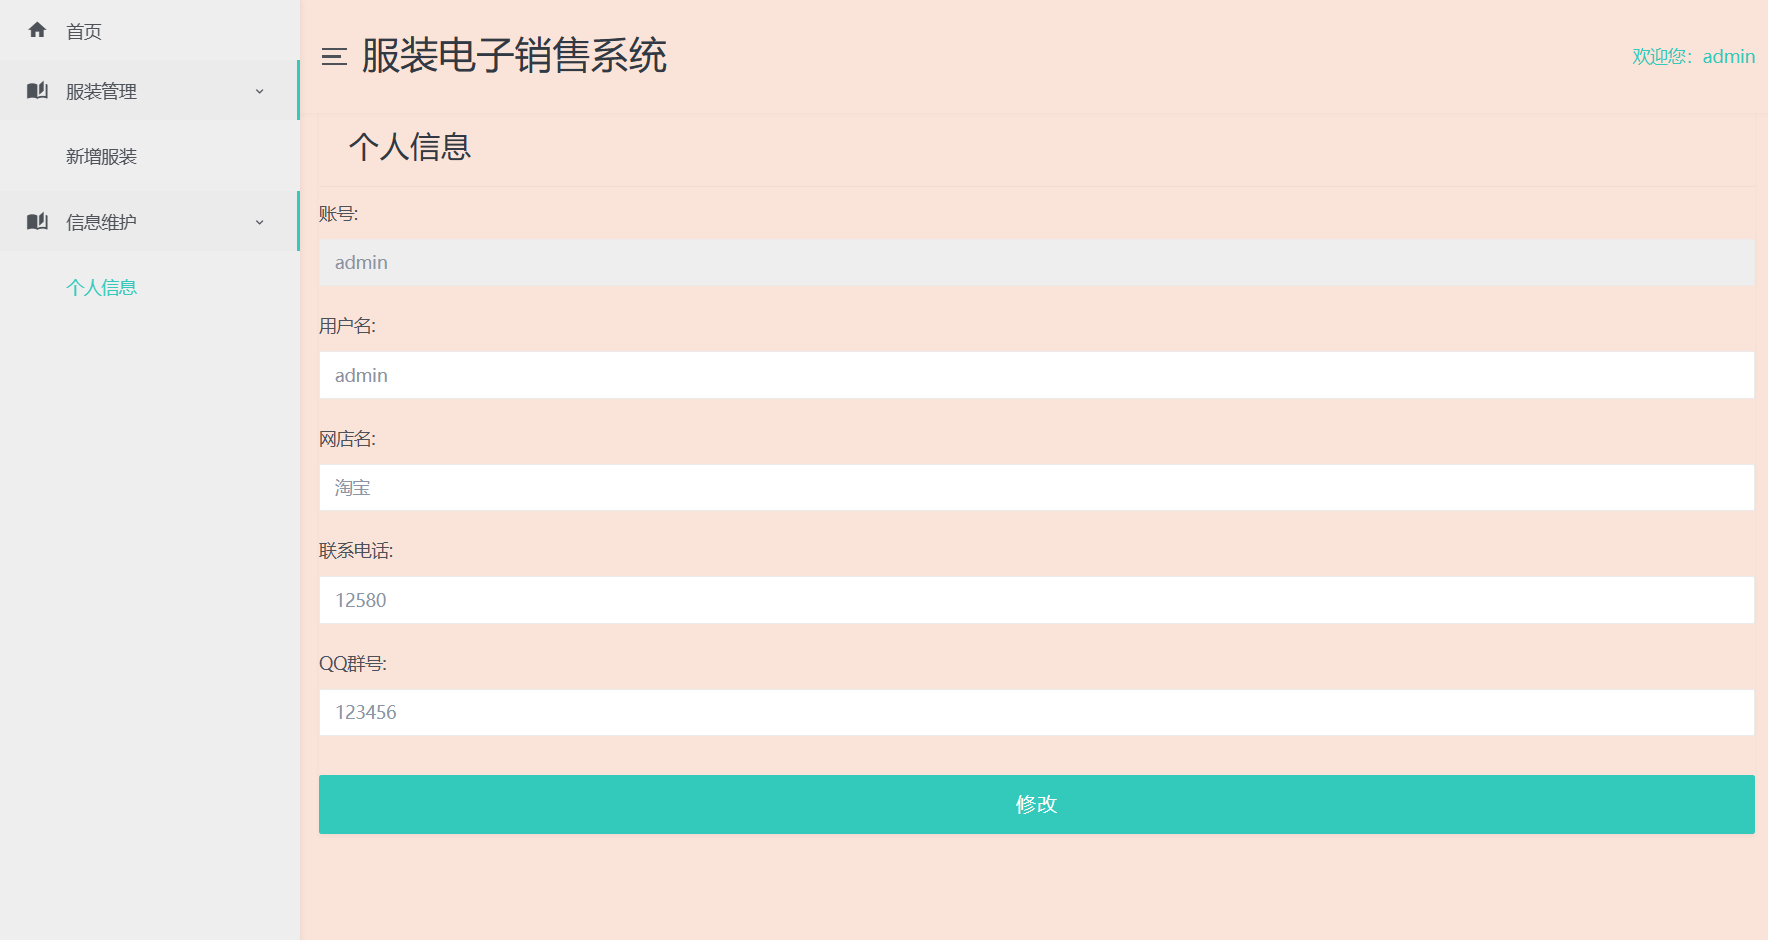 首页
服装管理
新增服装
信息维护
个人信息
服装电子销售系统
欢迎您：admin
个人信息
账号:
admin
用户名:
admin
网店名:
淘宝
联系电话:
12580
QQ群号:
123456
修改